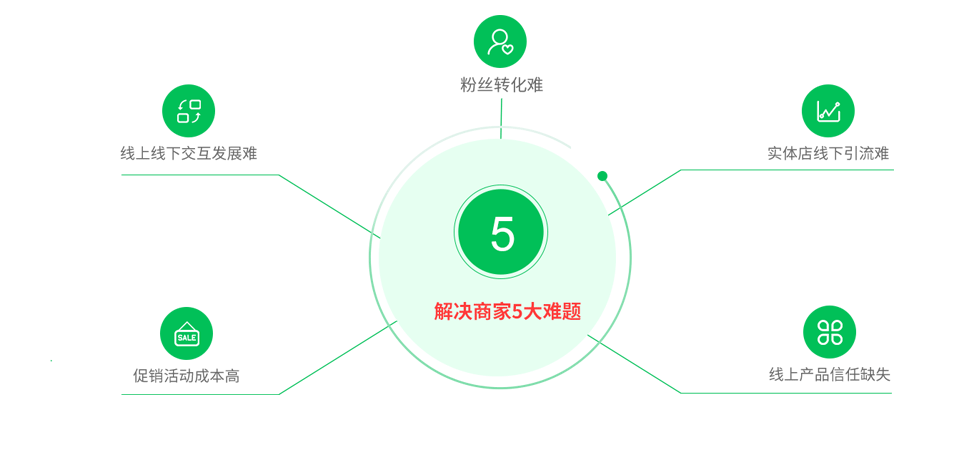 粉丝转化难
线上线下交互发展难
实体店线下引流难
5
解决商家5大难题
SALE
促销活动成本高
线上产品信任缺失